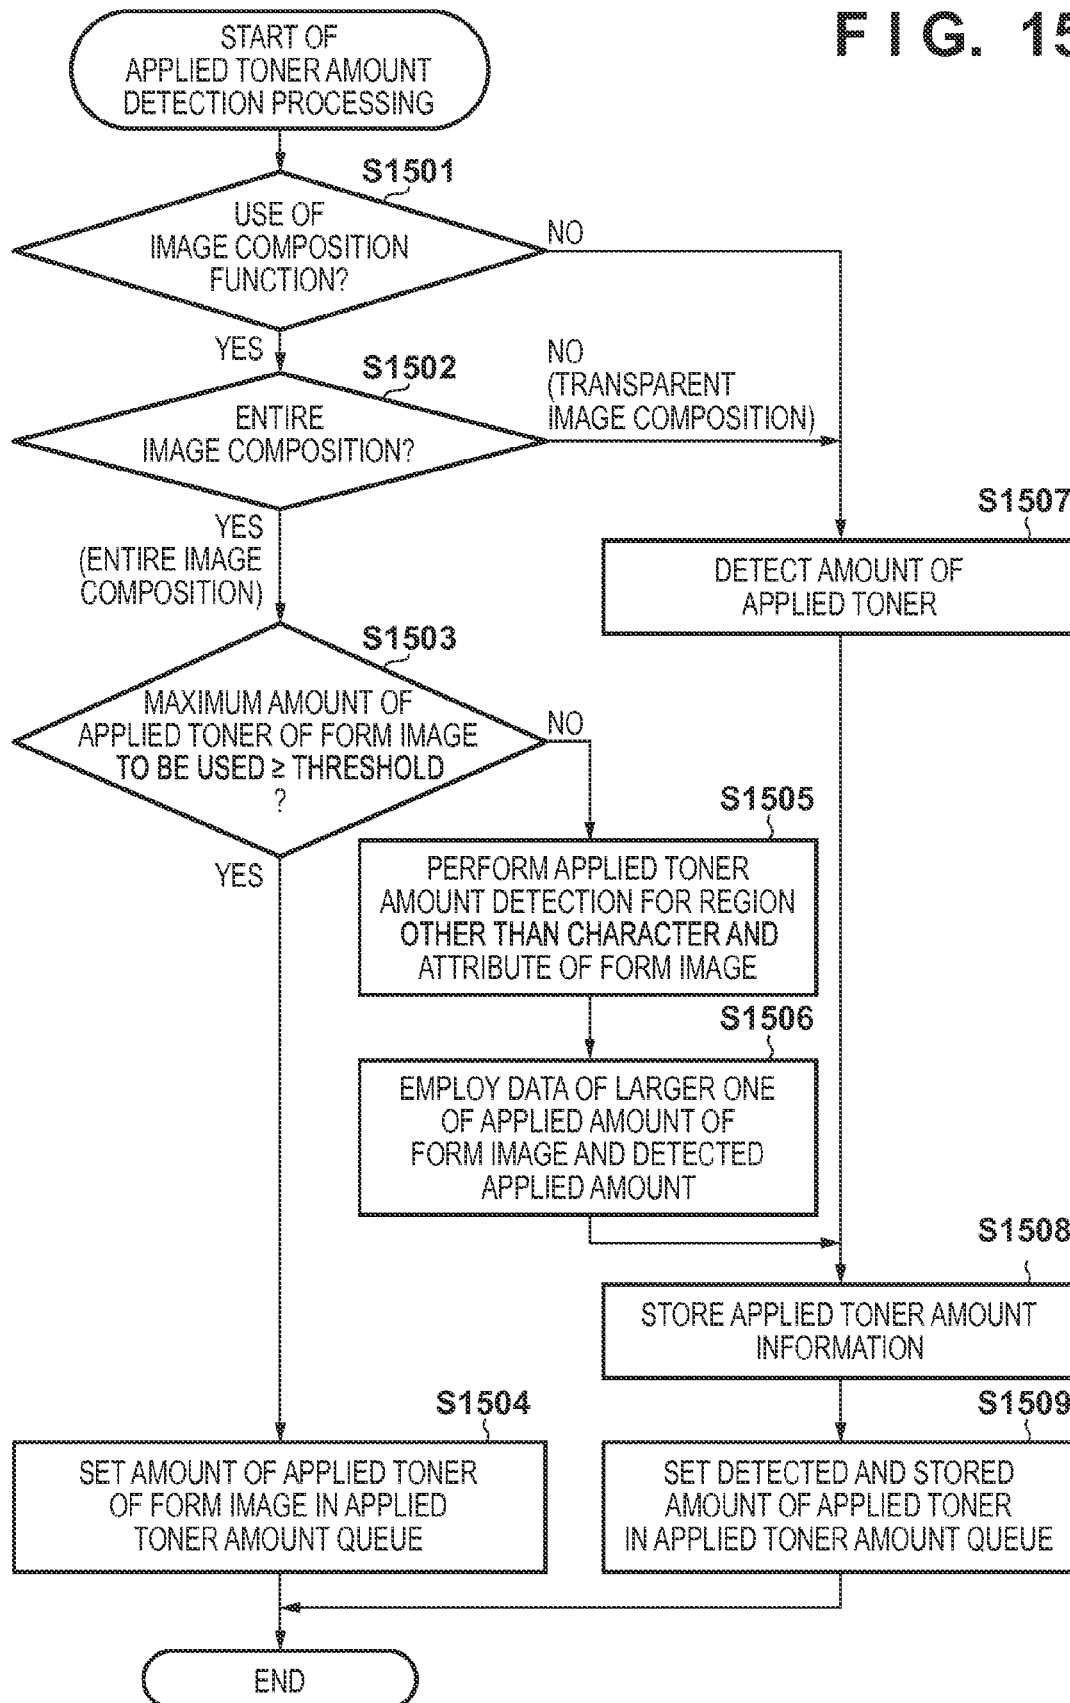 FIG. 15
START OF
APPLIED TONER AMOUNT
DETECTION PROCESSING
S1501
USE OF
IMAGE COMPOSITION
FUNCTION?
NO
YES
S1502
ENTIRE
IMAGE COMPOSITION?
NO
(TRANSPARENT
IMAGE COMPOSITION)
YES
(ENTIRE IMAGE
COMPOSITION)
S1507
DETECT AMOUNT OF
APPLIED TONER
S1503
MAXIMUM AMOUNT OF
APPLIED TONER OF FORM IMAGE
TO BE USED ≥ THRESHOLD
?
NO
YES
S1505
PERFORM APPLIED TONER
AMOUNT DETECTION FOR REGION
OTHER THAN CHARACTER AND
ATTRIBUTE OF FORM IMAGE
S1506
EMPLOY DATA OF LARGER ONE
OF APPLIED AMOUNT OF
FORM IMAGE AND DETECTED
APPLIED AMOUNT
S1508
STORE APPLIED TONER AMOUNT
INFORMATION
S1504
SET AMOUNT OF APPLIED TONER
OF FORM IMAGE IN APPLIED
TONER AMOUNT QUEUE
S1509
SET DETECTED AND STORED
AMOUNT OF APPLIED TONER
IN APPLIED TONER AMOUNT QUEUE
END